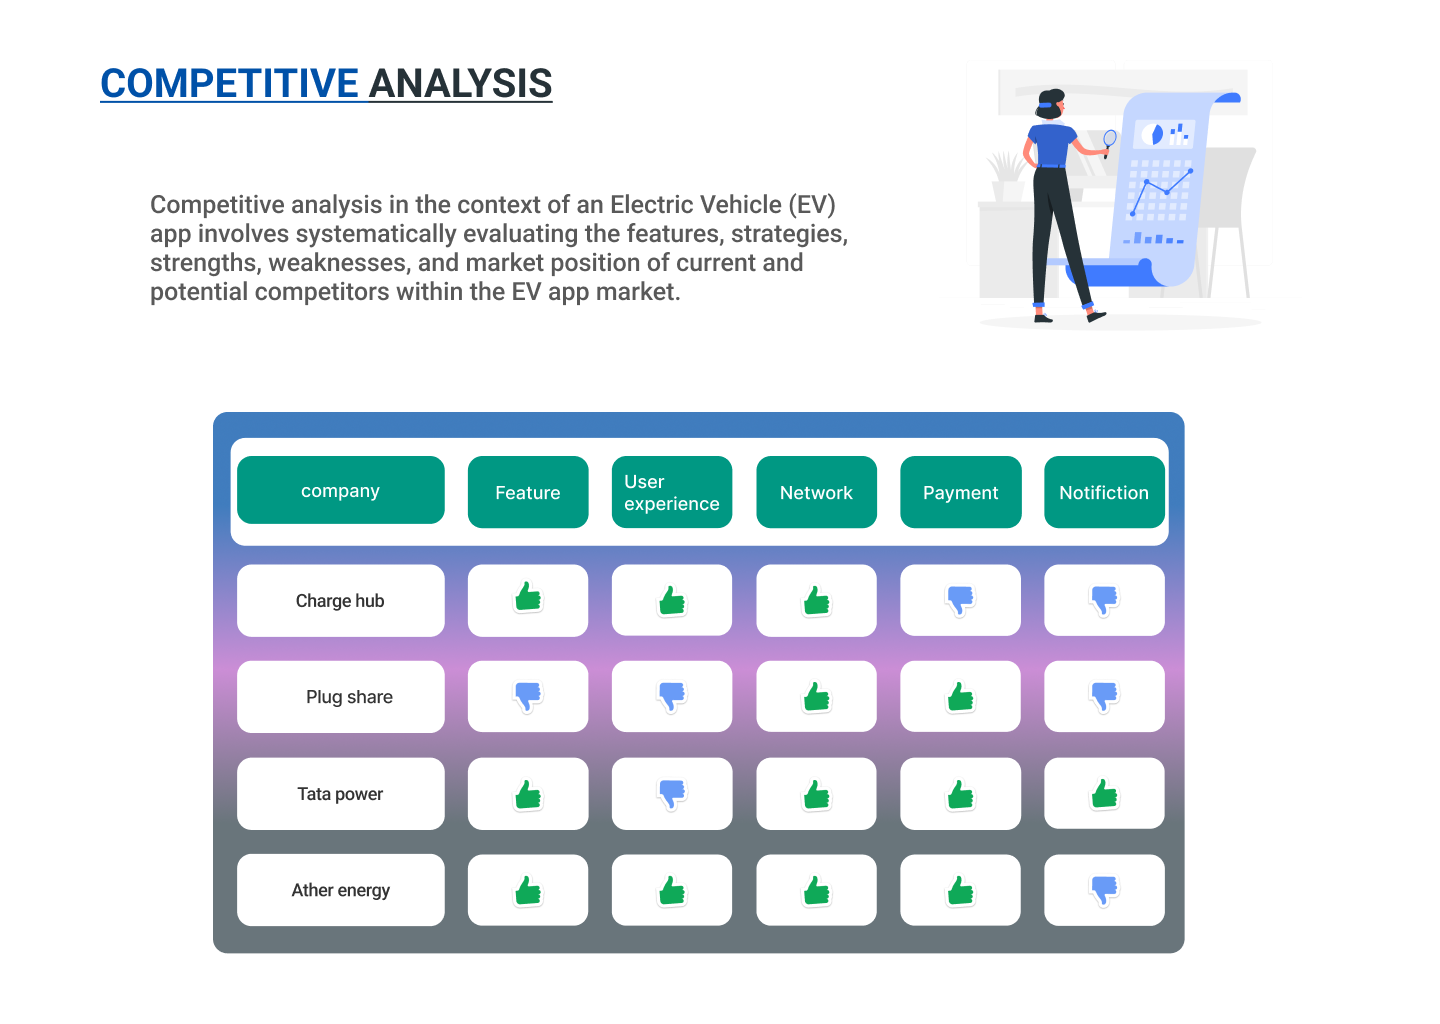 COMPETITIVE ANALYSIS
Competitive analysis in the context of an Electric Vehicle (EV)
app involves systematically evaluating the features, strategies,
strengths, weaknesses, and market position of current and
potential competitors within the EV app market.
company
Feature
User
experience
Network
Payment
Notifiction
Charge hub
Plug share
Tata power
Ather energy